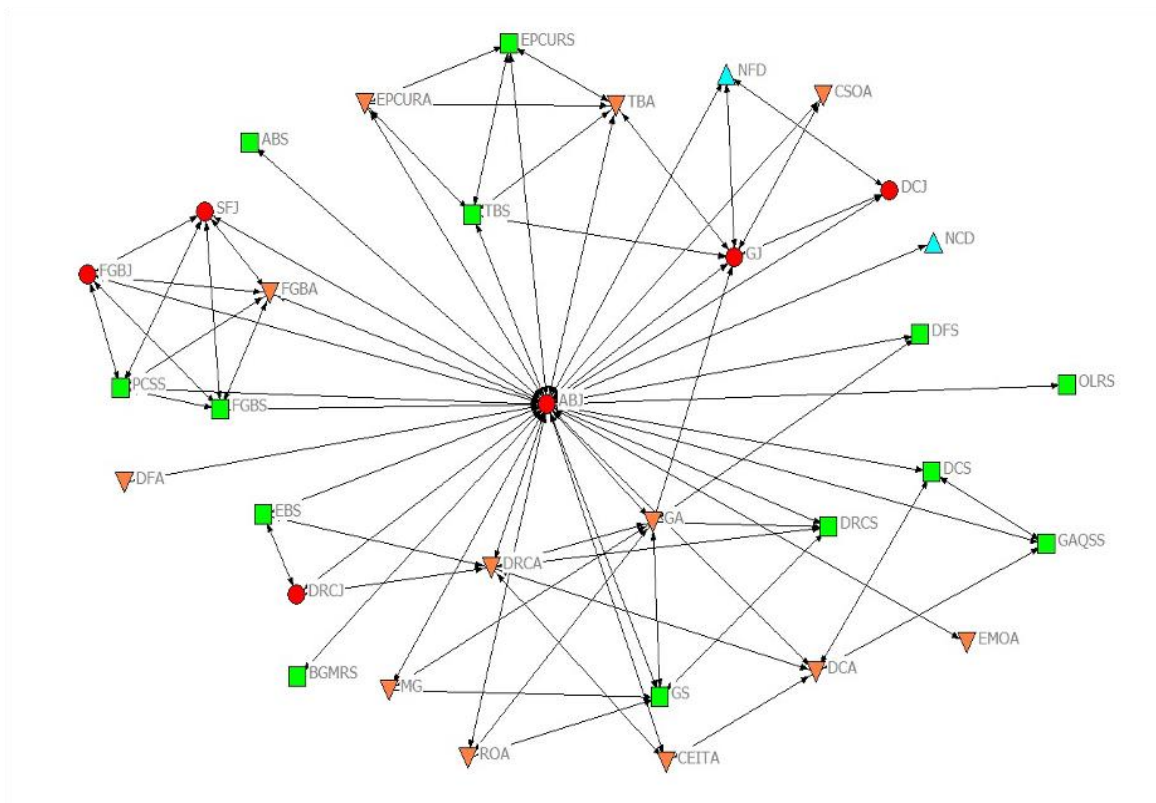 EPCURS
NFD
CSOA
EPCURA
TBA
ABS
DCJ
SFJ
TBS
NCD
GJ
FGBJ
FGBA
DFS
PCSS
OLRS
ABJ
FGBS
DCS
DFA
EBS
GA
DRCS
GAQSS
DRCA
DRCJ
EMOA
DCA
BGMRS
MG
GS
ROA
CEITA